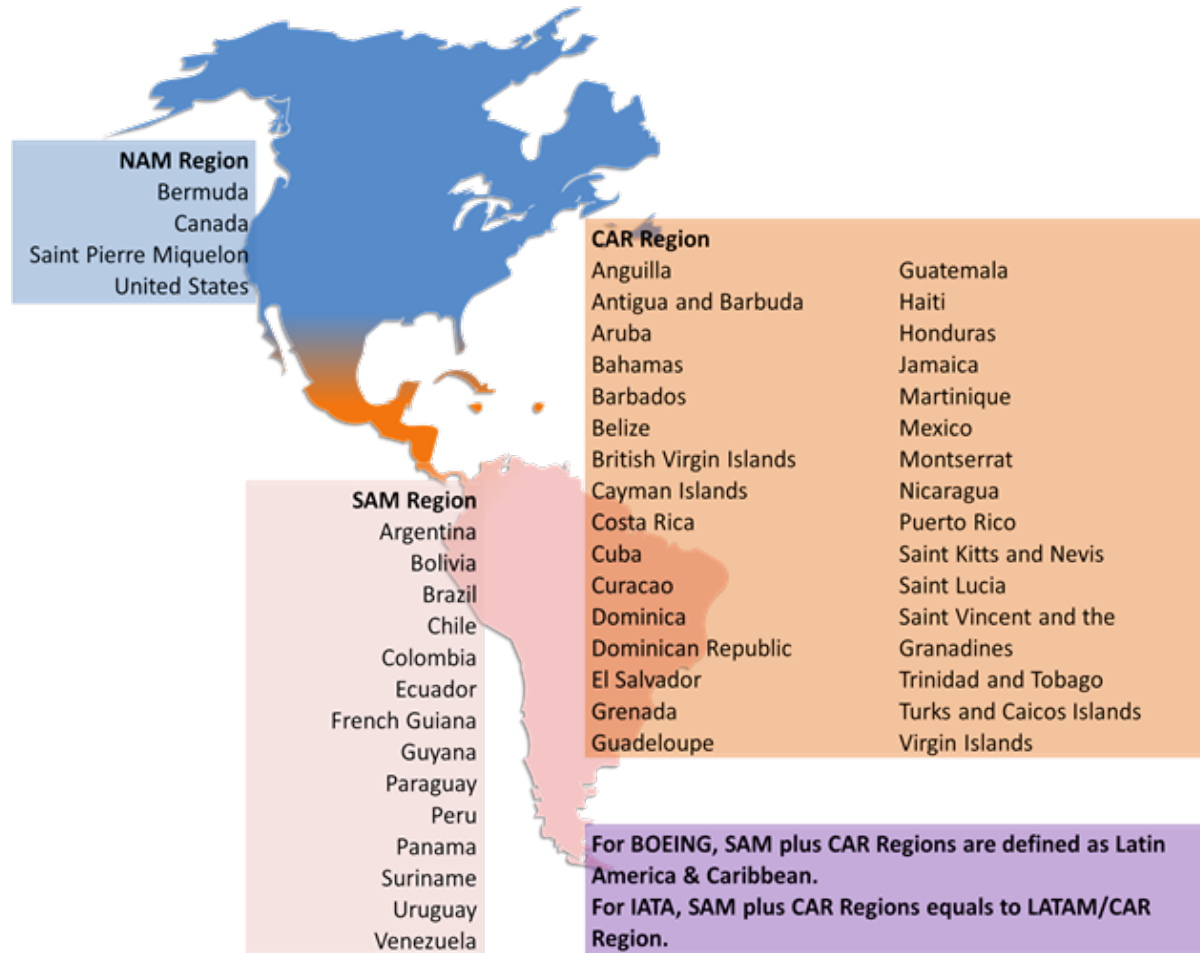 NAM Region
Bermuda
Canada
Saint Pierre Miquelon
United States
CAR Region
Anguilla
Antigua and Barbuda
Aruba
Bahamas
Barbados
Belize
British Virgin Islands
Cayman Islands
Costa Rica
Cuba
Curacao
Dominica
Dominican Republic
El Salvador
Grenada
Guadeloupe
Guatemala
Haiti
Honduras
Jamaica
Martinique
Mexico
Montserrat
Nicaragua
Puerto Rico
Saint Kitts and Nevis
Saint Lucia
Saint Vincent and the
Granadines
Trinidad and Tobago
Turks and Caicos Islands
Virgin Islands
SAM Region
Argentina
Bolivia
Brazil
Chile
Colombia
Ecuador
French Guiana
Guyana
Paraguay
Peru
Panama
Suriname
Uruguay
Venezuela
For BOEING, SAM plus CAR Regions are defined as Latin
America & Caribbean.
For IATA, SAM plus CAR Regions equals to LATAM/CAR
Region.